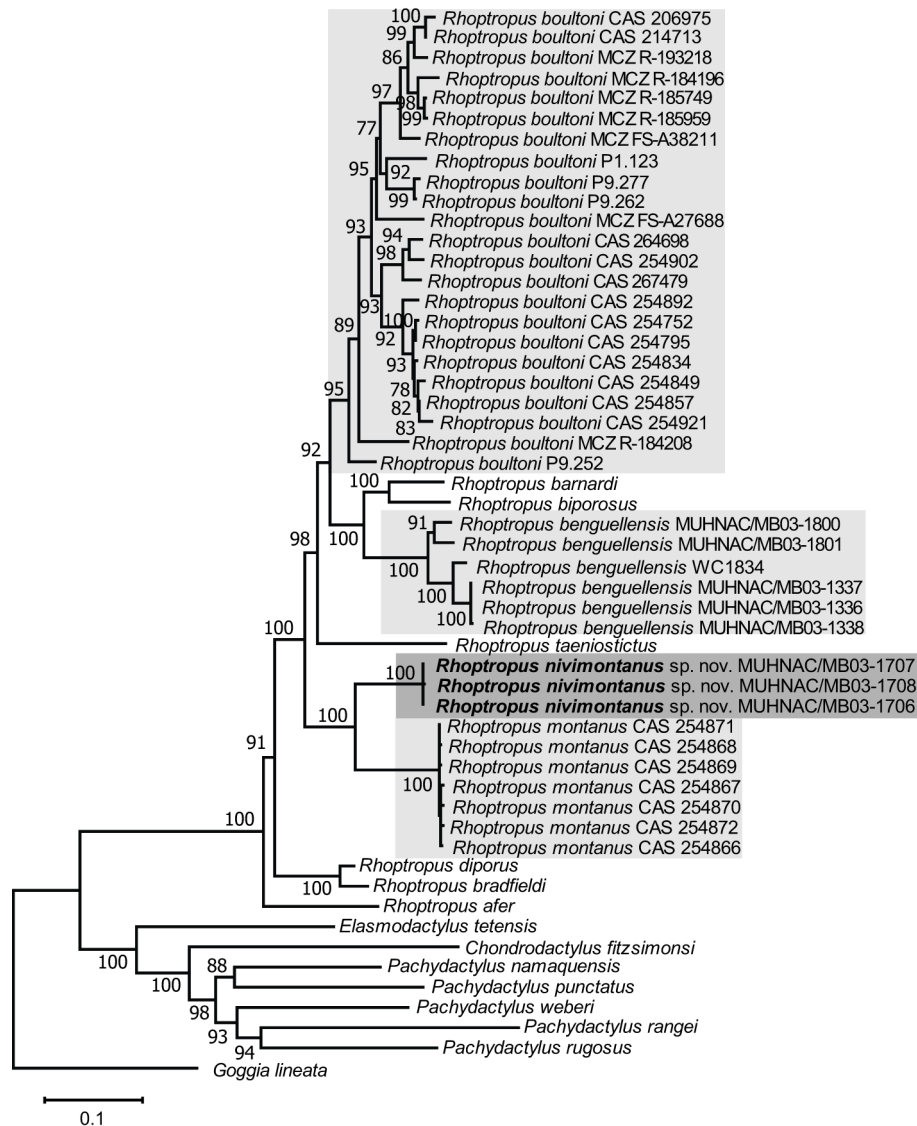 100 Rhoptropus boultoni CAS 206975
99 Rhoptropus boultoni CAS 214713
86 Rhoptropus boultoni MCZ R-193218
Rhoptropus boultoni MCZ R-184196
97 98 Rhoptropus boultoni MCZ R-185749
99 Rhoptropus boultoni MCZ R-185959
77 Rhoptropus boultoni MCZ FS-A38211
Rhoptropus boultoni P1.123
95 92 Rhoptropus boultoni P9.277
99 Rhoptropus boultoni P9.262
93 Rhoptropus boultoni MCZ FS-A27688
94 Rhoptropus boultoni CAS 264698
98 Rhoptropus boultoni CAS 254902
Rhoptropus boultoni CAS 267479
93 Rhoptropus boultoni CAS 254892
89 100 Rhoptropus boultoni CAS 254752
92 Rhoptropus boultoni CAS 254795
93 Rhoptropus boultoni CAS 254834
95 78 Rhoptropus boultoni CAS 254849
82 Rhoptropus boultoni CAS 254857
83 Rhoptropus boultoni CAS 254921
92 Rhoptropus boultoni MCZ R-184208
Rhoptropus boultoni P9.252
100 Rhoptropus barnardi
Rhoptropus biporosus
91 Rhoptropus benguellensis MUHNAC/MB03-1800
98 100 Rhoptropus benguellensis MUHNAC/MB03-1801
100 Rhoptropus benguellensis WC1834
100 Rhoptropus benguellensis MUHNAC/MB03-1337
Rhoptropus benguellensis MUHNAC/MB03-1336
100 Rhoptropus benguellensis MUHNAC/MB03-1338
100 Rhoptropus taeniostictus
100 Rhoptropus nivimontanus sp. nov. MUHNAC/MB03-1707
Rhoptropus nivimontanus sp. nov. MUHNAC/MB03-1708
Rhoptropus nivimontanus sp. nov. MUHNAC/MB03-1706
100 Rhoptropus montanus CAS 254871
91 Rhoptropus montanus CAS 254868
Rhoptropus montanus CAS 254869
100 Rhoptropus montanus CAS 254867
Rhoptropus montanus CAS 254870
100 Rhoptropus montanus CAS 254872
Rhoptropus montanus CAS 254866
Rhoptropus diporus
100 Rhoptropus bradfieldi
Rhoptropus afer
Elasmodactylus tetensis
100 Chondrodactylus fitzsimonsi
100 88 Pachydactylus namaquensis
Pachydactylus punctatus
98 Pachydactylus weberi
93 Pachydactylus rangei
94 Pachydactylus rugosus
Goggia lineata
0.1